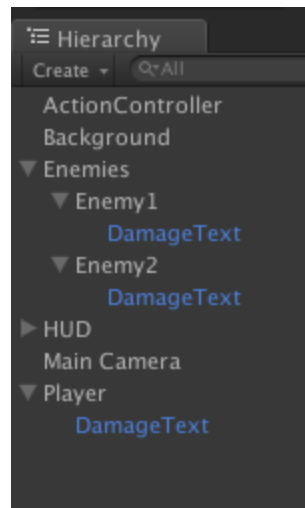 Hierarchy
Create All
ActionController
Background
Enemies
Enemy1
DamageText
Enemy2
DamageText
HUD
Main Camera
Player
DamageText